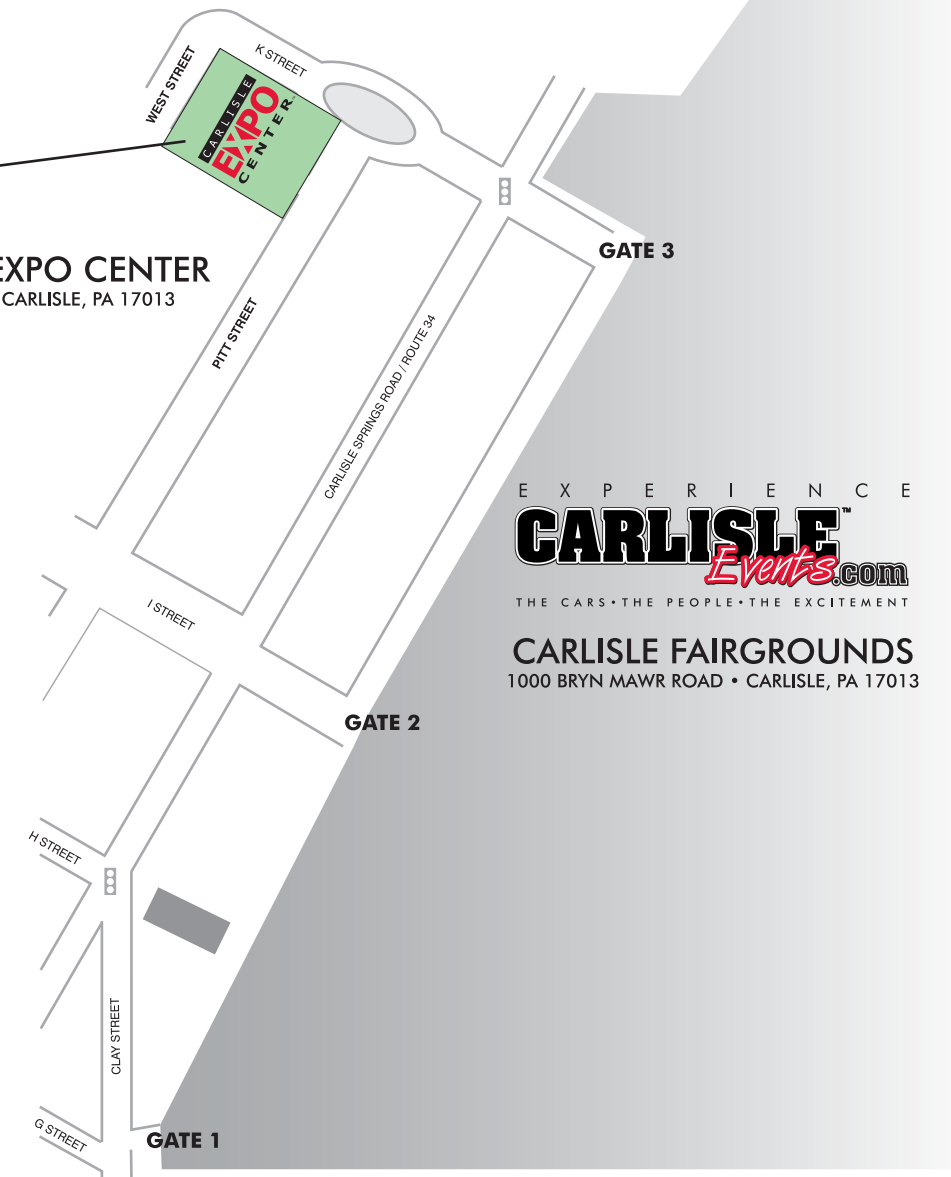 K STREET
WEST STREET
CARLISLE
EXPO
CENTER™
GATE 3
EXPO CENTER
CARLISLE, PA 17013
PITT STREET
CARLISLE SPRINGS ROAD / ROUTE 34
EXPERIENCE
CARLISLE™
Events.com
THE CARS • THE PEOPLE • THE EXCITEMENT
I STREET
CARLISLE FAIRGROUNDS
1000 BRYN MAWR ROAD • CARLISLE, PA 17013
GATE 2
H STREET
CLAY STREET
G STREET
GATE 1